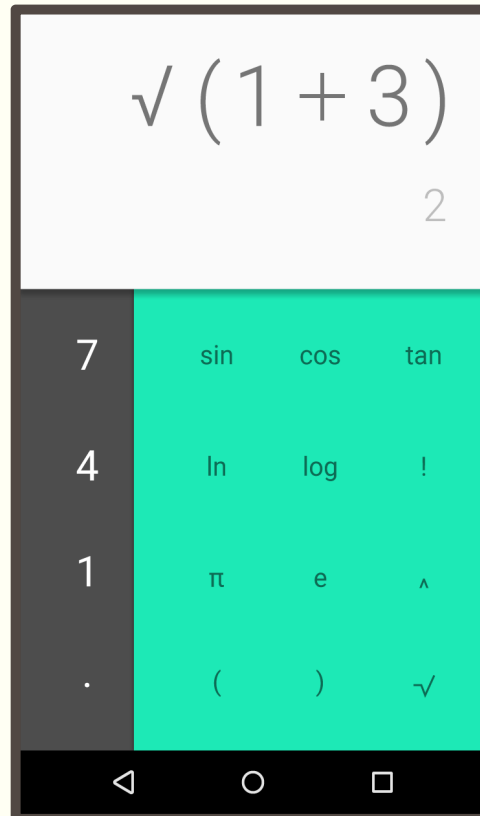 √(1+3)
2
7 sin cos tan
4 ln log !
1 π e ^
. ( ) √